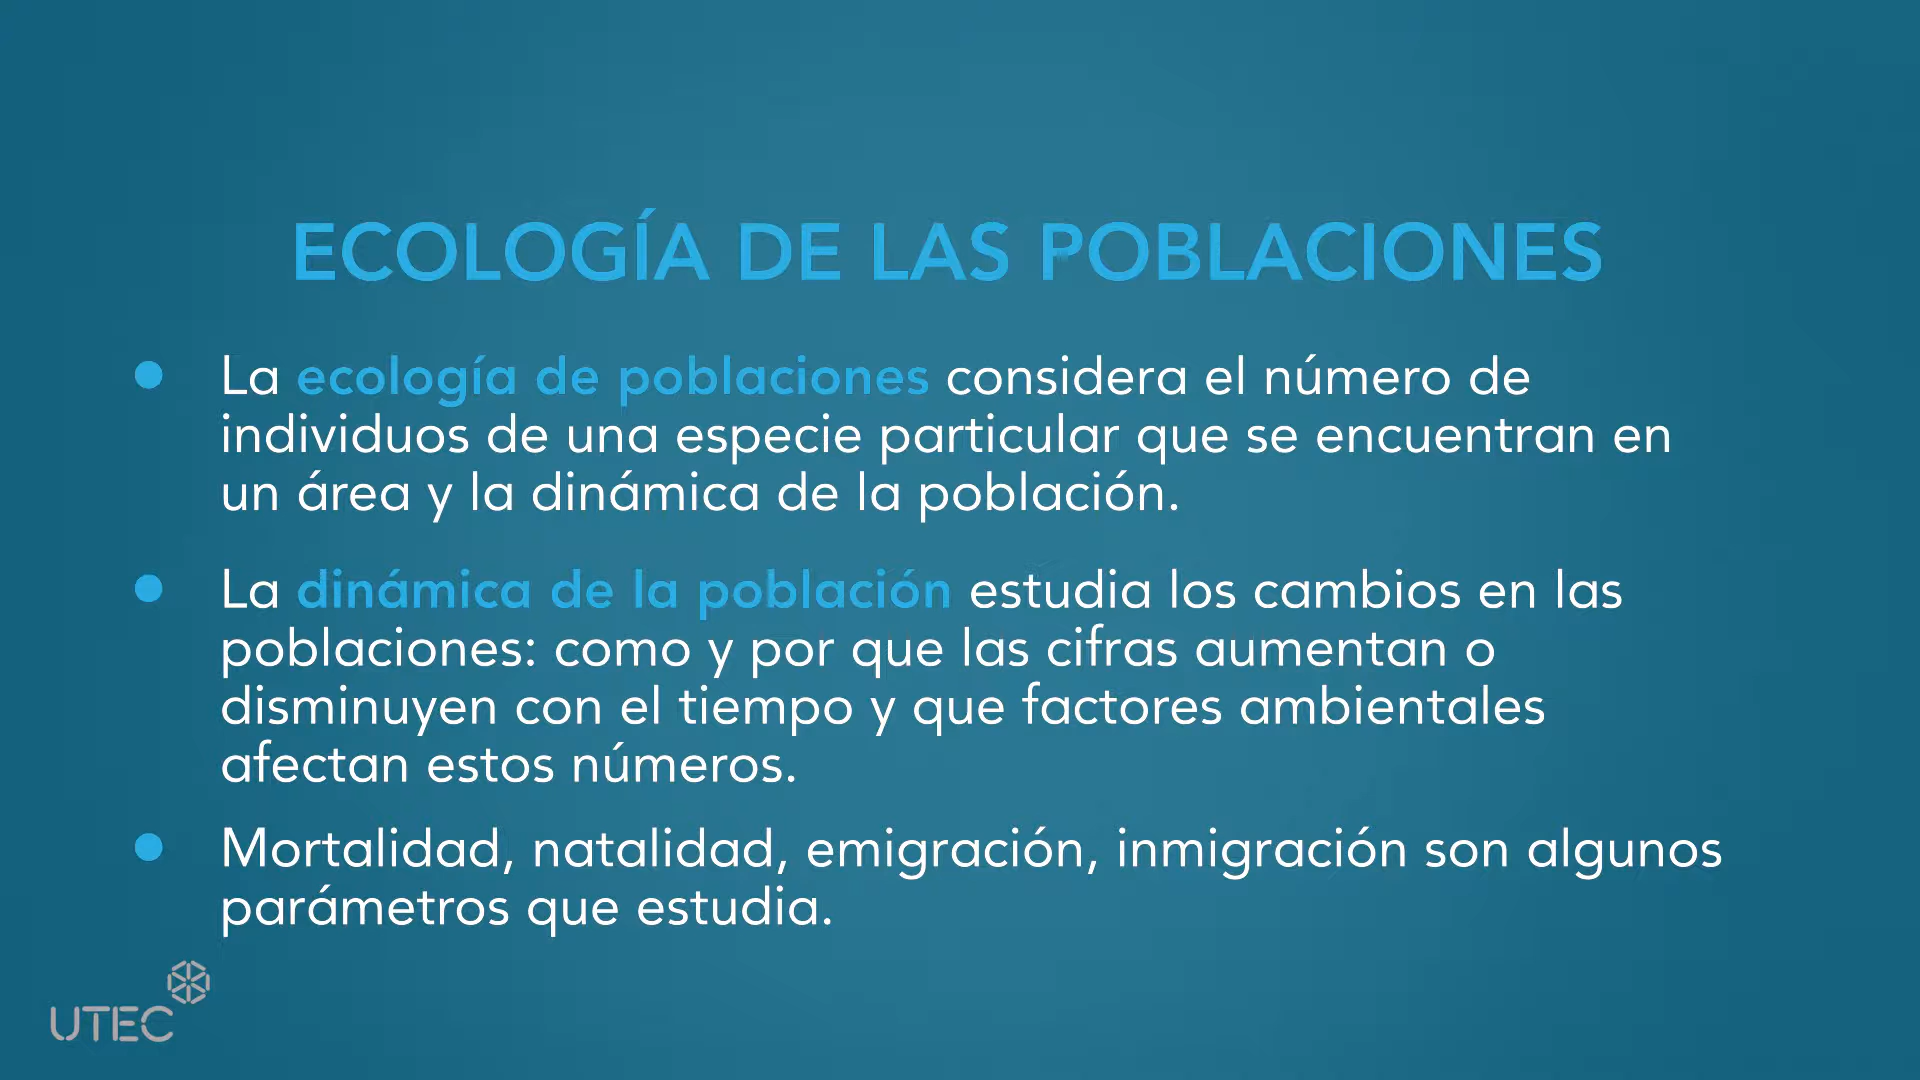 ECOLOGÍA DE LAS POBLACIONES
La ecología de poblaciones considera el número de
individuos de una especie particular que se encuentran en
un área y la dinámica de la población.
La dinámica de la población estudia los cambios en las
poblaciones: como y por que las cifras aumentan o
disminuyen con el tiempo y que factores ambientales
afectan estos números.
Mortalidad, natalidad, emigración, inmigración son algunos
parámetros que estudia.
UTEC